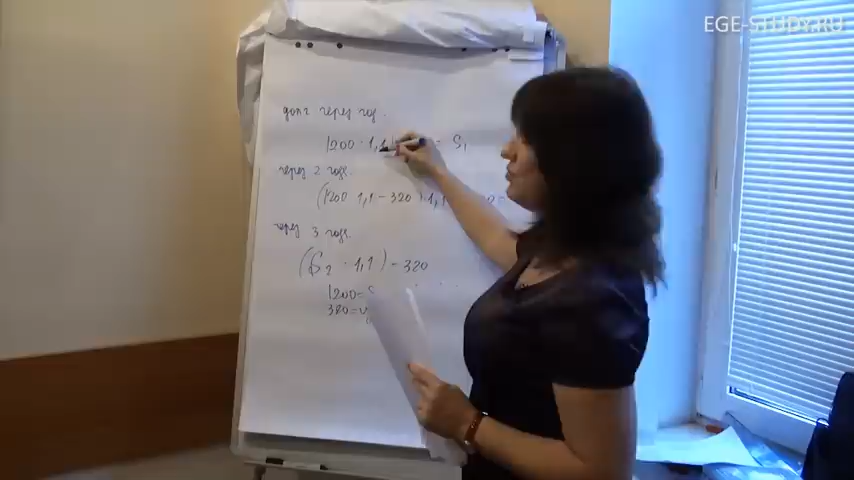 EGE-STUDY.RU
долг через год.
1200 · 1,1 = S₁
через 2 года.
(1200 1,1 - 320) 1,1
через 3 года.
(S₂ · 1,1) - 320
1200=S